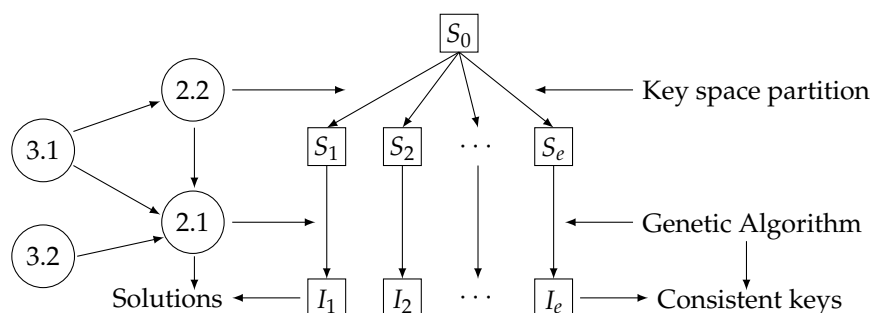 S0
2.2 Key space partition
3.1 S1 S2 ··· Se
2.1 Genetic Algorithm
3.2
Solutions I1 I2 ··· Ie Consistent keys